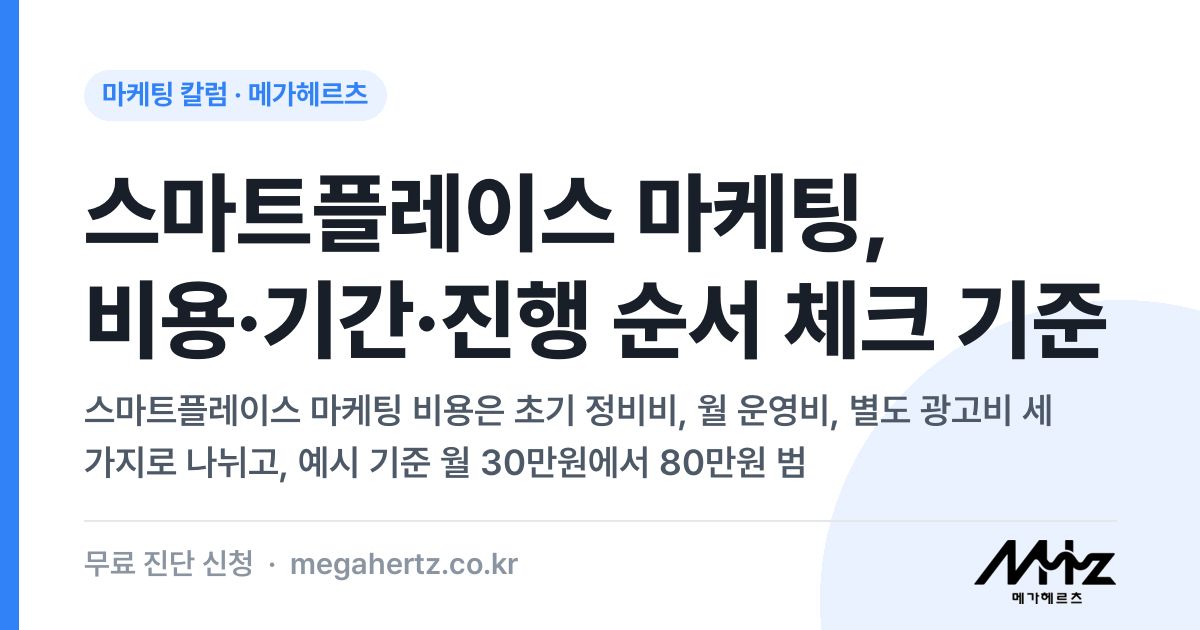 마케팅 칼럼 · 메가헤르츠
스마트플레이스 마케팅,
비용·기간·진행 순서 체크 기준
스마트플레이스 마케팅 비용은 초기 정비비, 월 운영비, 별도 광고비 세
가지로 나뉘고, 예시 기준 월 30만원에서 80만원 범
무료 진단 신청 · megahertz.co.kr
MHz
메가헤르츠